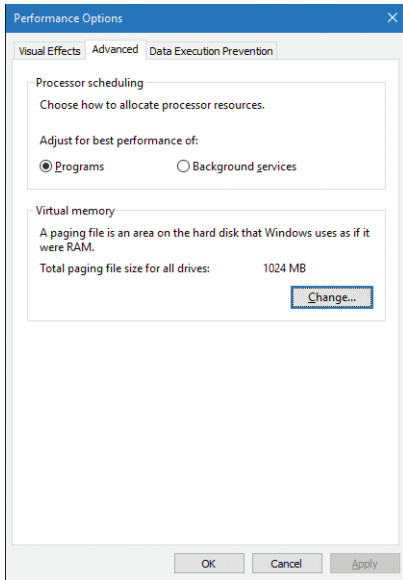 Performance Options
Visual Effects Advanced Data Execution Prevention
Processor scheduling
Choose how to allocate processor resources.
Adjust for best performance of:
Programs Background services
Virtual memory
A paging file is an area on the hard disk that Windows uses as if it
were RAM.
Total paging file size for all drives: 1024 MB
Change...
OK Cancel Apply